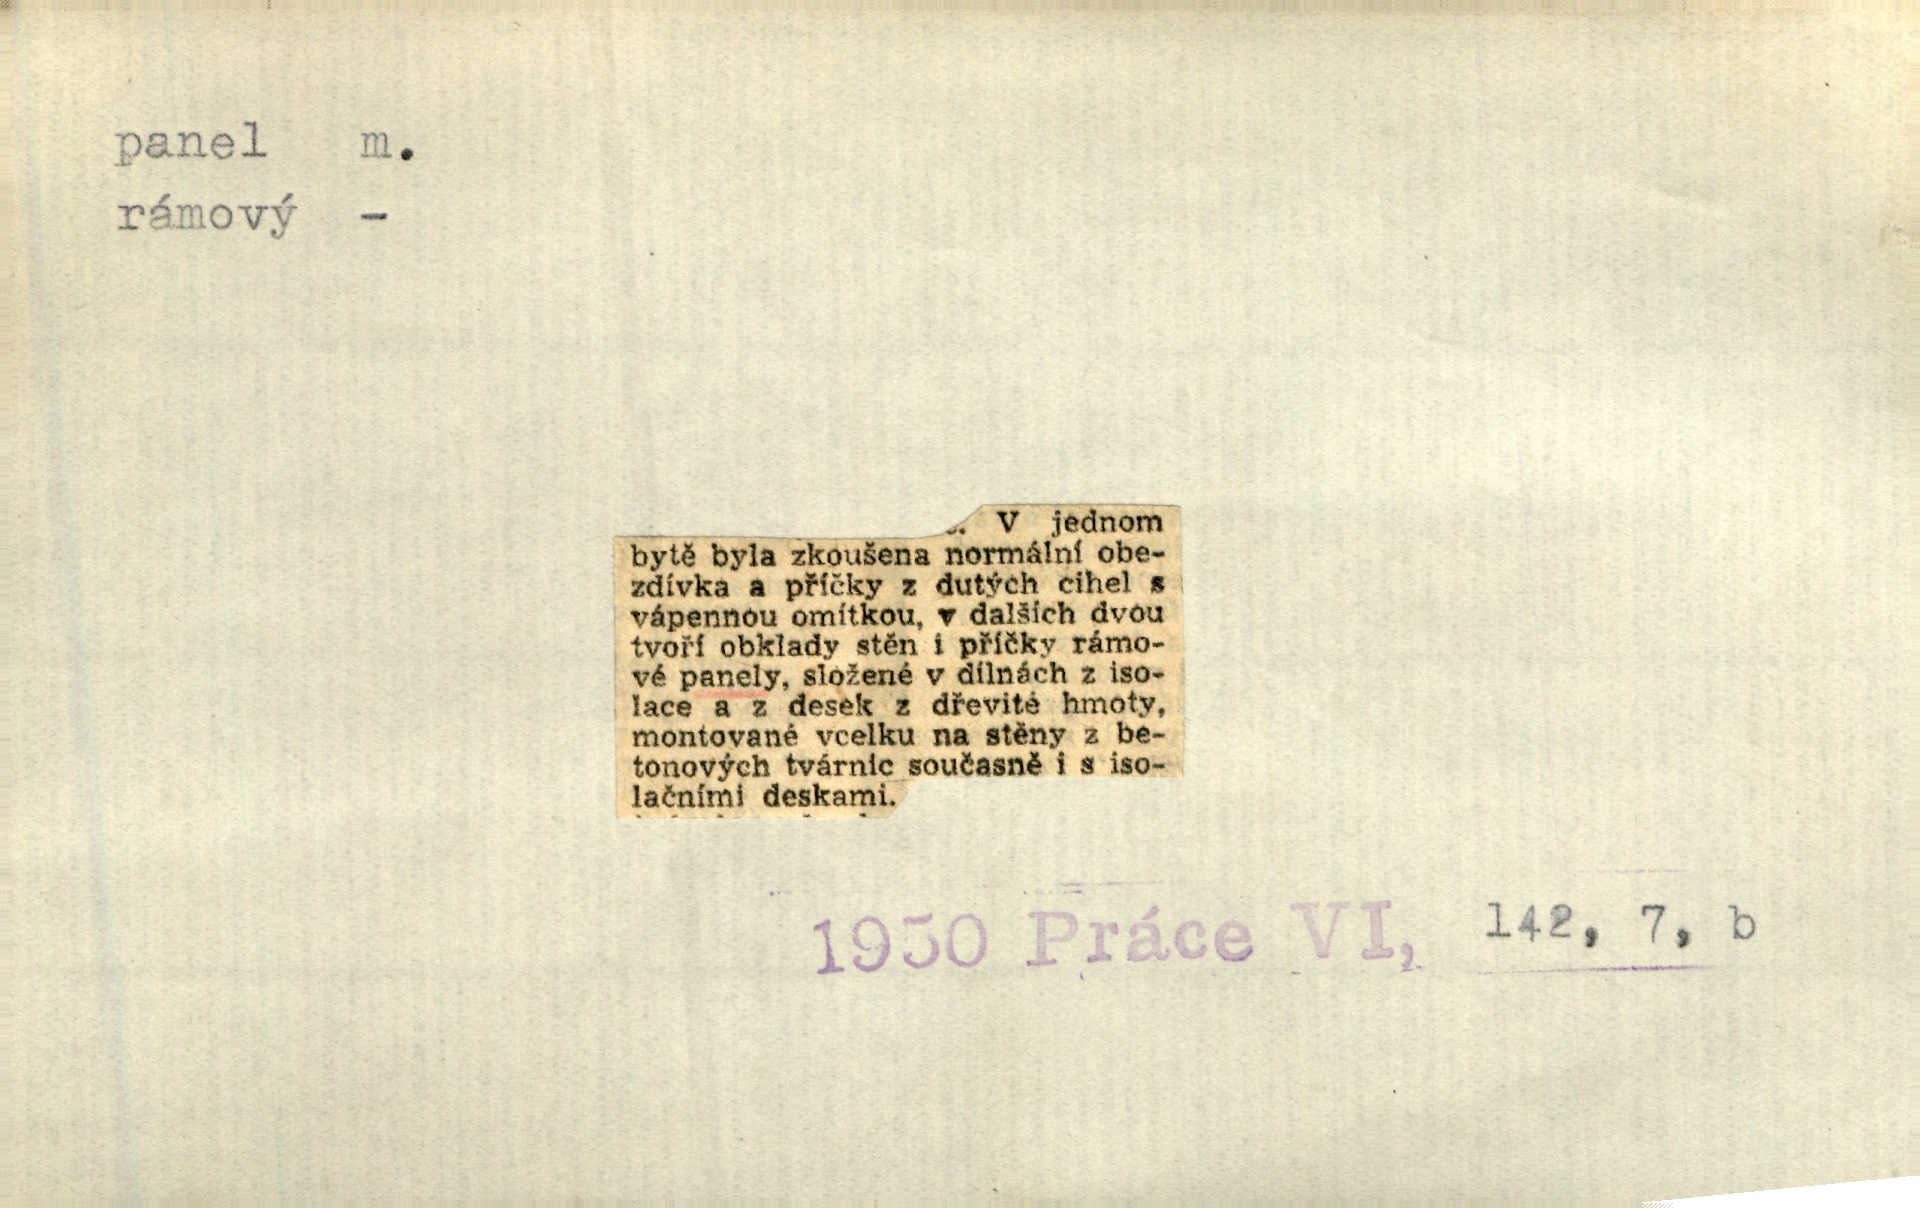 panel m.
rámový -
V jednom
bytě byla zkoušena normální obe-
zdívka a příčky z dutých cihel s
vápennou omítkou, v dalších dvou
tvoří obklady stěn i příčky rámo-
vé panely, složené v dílnách z iso-
lace a z desek z dřevité hmoty,
montované vcelku na stěny z be-
tonových tvárnic současně i s iso-
lačními deskami.
1950 Práce VI, 142, 7, b